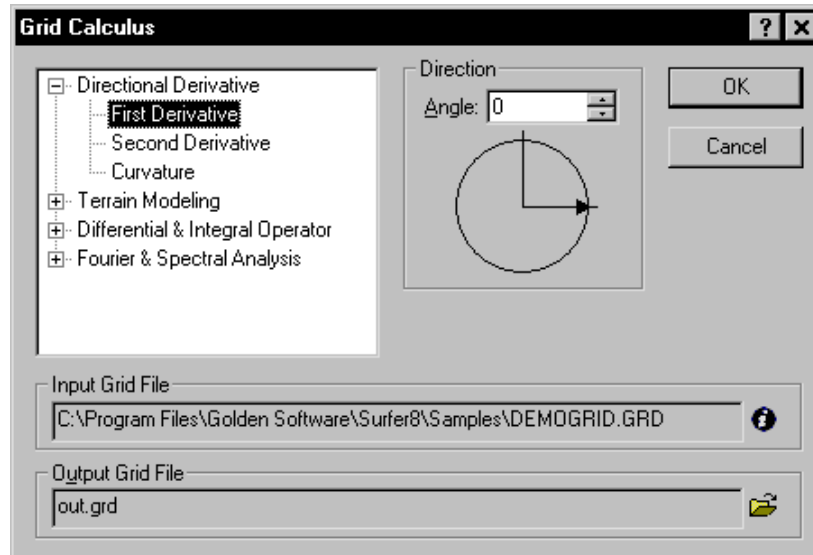 Grid Calculus
Directional Derivative
First Derivative
Second Derivative
Curvature
Terrain Modeling
Differential & Integral Operator
Fourier & Spectral Analysis
Direction
Angle: 0
OK
Cancel
Input Grid File
C:\Program Files\Golden Software\Surfer8\Samples\DEMOGRID.GRD
Output Grid File
out.grd